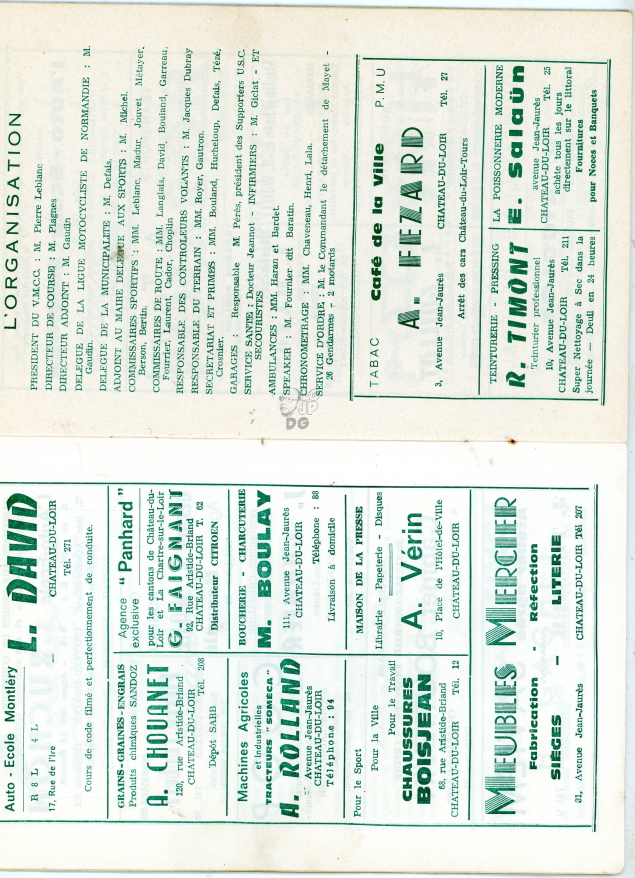 Auto - Ecole Montléry
R 8 L 4 L
L. DAVID
17, Rue de l'Ire — CHATEAU-DU-LOIR
Tél. 271
Cours de code filmé et perfectionnement de conduite.
GRAINS-GRAINES-ENGRAIS
Produits chimiques SANDOZ
A. CHOUANET
120, rue Aristide-Briand
CHATEAU-DU-LOIR
Tél. 208
Dépôt SARB
Agence exclusive "Panhard"
pour les cantons de Château-du-
Loir et La Chartre-sur-le-Loir
G. FAIGNANT
92, Rue Aristide-Briand
CHATEAU-DU-LOIR T. 62
Distributeur CITROEN
Machines Agricoles
et Industrielles
TRACTEURS "SOMECA"
A. ROLLAND
Avenue Jean-Jaurès
CHATEAU-DU-LOIR
Téléphone : 94
BOUCHERIE - CHARCUTERIE
M. BOULAY
111, Avenue Jean-Jaurès
CHATEAU-DU-LOIR
Téléphone : 88
Livraison à domicile
Pour le Sport
Pour la Ville
Pour le Travail
CHAUSSURES
BOISJEAN
68, rue Aristide-Briand
CHATEAU-DU-LOIR Tél. 12
MAISON DE LA PRESSE
Librairie - Papeterie - Disques
A. Vérin
10, Place de l'Hôtel-de-Ville
CHATEAU-DU-LOIR
MEUBLES MERCIER
Fabrication - Réfection
SIÈGES — LITERIE
31, Avenue Jean-Jaurès CHATEAU-DU-LOIR Tél 207
L'ORGANISATION
PRESIDENT DU V.M.C.C. : M. Pierre Leblanc
DIRECTEUR DE COURSE : M. Plagnes
DIRECTEUR ADJOINT : M. Gaudin
DELEGUE DE LA LIGUE MOTOCYCLISTE DE NORMANDIE : M.
Gaudin.
DELEGUE DE LA MUNICIPALITE : M. Defais.
ADJOINT AU MAIRE DELEGUE AUX SPORTS : M. Michel.
COMMISSAIRES SPORTIFS : MM. Leblanc, Madur, Jouvet, Métayer,
Berson, Bertin.
COMMISSAIRES DE ROUTE : MM. Langlais, David, Bouland, Garreau,
Fourrier, Laurent, Cador, Choplin
RESPONSABLE DES CONTROLEURS VOLANTS : M. Jacques Dubray
RESPONSABLE DU TERRAIN : MM. Royer, Gautron.
SECRETARIAT ET PRIMES : MM. Bouland, Hucheloup, Defais, Tézé,
Crosnier.
GARAGES : Responsable M. Pérès, président des Supporters U.S.C.
SERVICE SANTE : Docteur Jeannot - INFIRMIERS : M. Giclat - ET
SECOURISTES
AMBULANCES : MM. Haran et Bardet.
SPEAKER : M. Fournier dit Baratin.
CHRONOMETRAGE : MM. Chaveneau, Henri, Lala.
SERVICE D'ORDRE : M. le Commandant le détachement de Mayet -
26 Gendarmes - 2 motards
JP
DG
Café de la Ville
TABAC P.M.U
A. FEZARD
3, Avenue Jean-Jaurès CHATEAU-DU-LOIR Tél. 27
Arrêt des cars Château-du-Loir-Tours
TEINTURERIE - PRESSING
R. TIMONT
Teinturier professionnel
10, Avenue Jean-Jaurès
CHATEAU-DU-LOIR Tél. 211
Super Nettoyage à Sec dans la
journée — Deuil en 24 heures
LA POISSONNERIE MODERNE
E. Salaün
Avenue Jean-Jaurès
CHATEAU-DU-LOIR Tél. 25
achète tous les jours
directement sur le littoral
Fournitures
pour Noces et Banquets